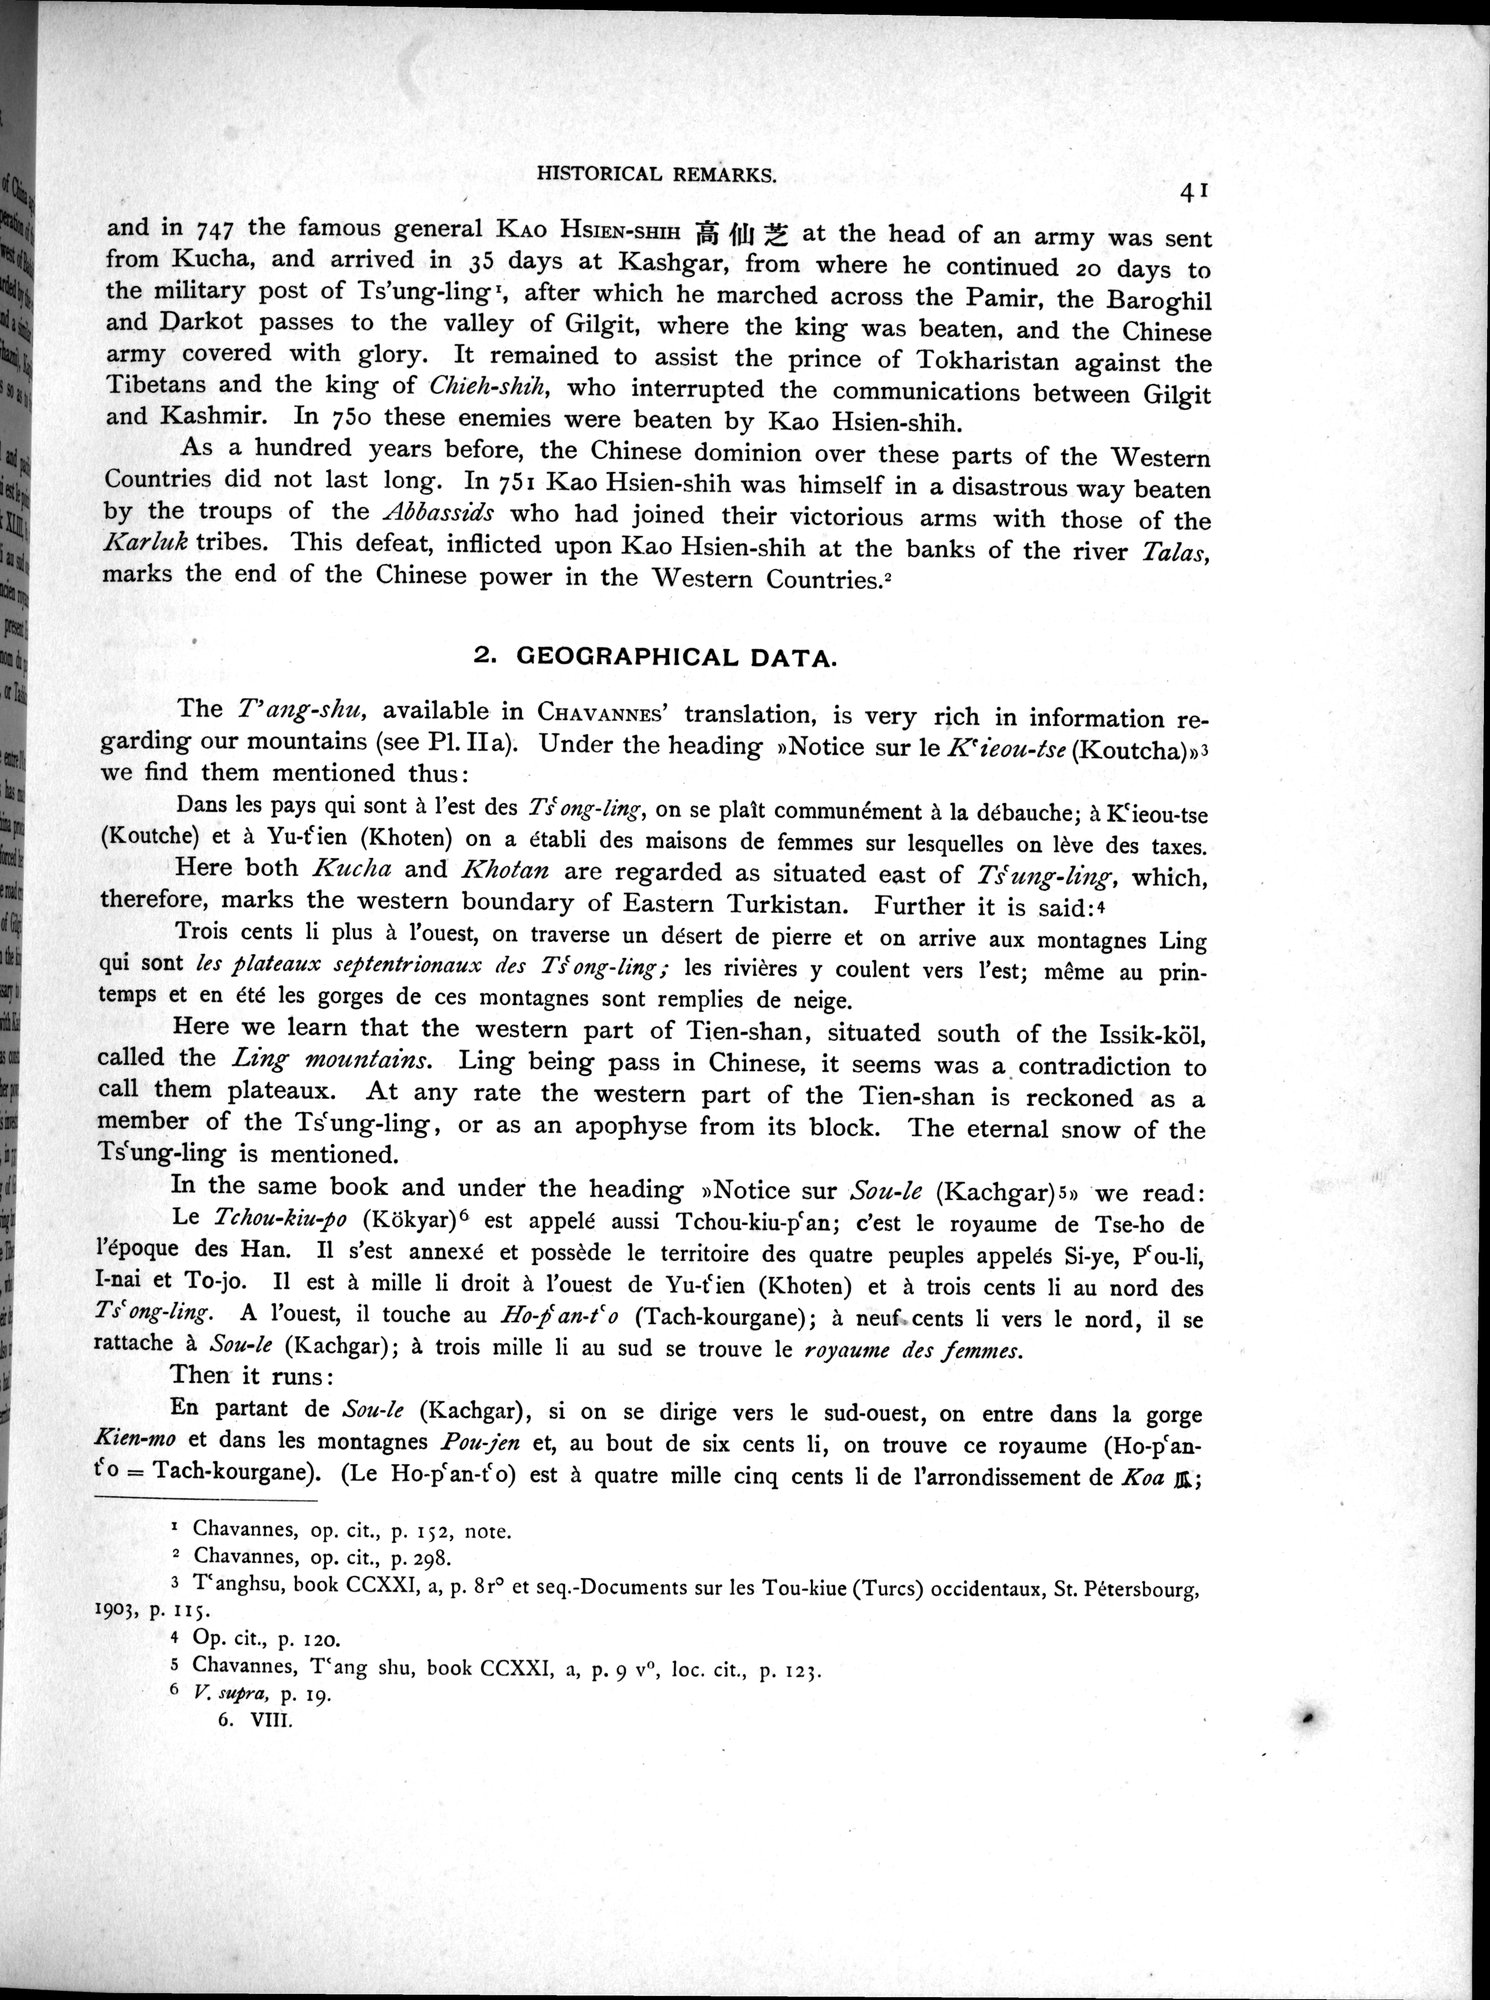 HISTORICAL REMARKS.
41
and in 747 the famous general KAO HSIEN-SHIH 高仙芝 at the head of an army was sent
from Kucha, and arrived in 35 days at Kashgar, from where he continued 20 days to
the military post of Ts’ung-ling¹, after which he marched across the Pamir, the Baroghil
and Darkot passes to the valley of Gilgit, where the king was beaten, and the Chinese
army covered with glory. It remained to assist the prince of Tokharistan against the
Tibetans and the king of Chieh-shih, who interrupted the communications between Gilgit
and Kashmir. In 750 these enemies were beaten by Kao Hsien-shih.
As a hundred years before, the Chinese dominion over these parts of the Western
Countries did not last long. In 751 Kao Hsien-shih was himself in a disastrous way beaten
by the troups of the Abbassids who had joined their victorious arms with those of the
Karluk tribes. This defeat, inflicted upon Kao Hsien-shih at the banks of the river Talas,
marks the end of the Chinese power in the Western Countries.²
2. GEOGRAPHICAL DATA.
The T’ang-shu, available in CHAVANNES’ translation, is very rich in information re-
garding our mountains (see Pl. IIa). Under the heading »Notice sur le Kʻieou-tse (Koutcha)»³
we find them mentioned thus:
Dans les pays qui sont à l’est des Tsʻong-ling, on se plaît communément à la débauche; à Kʻieou-tse
(Koutche) et à Yu-tʻien (Khoten) on a établi des maisons de femmes sur lesquelles on lève des taxes.
Here both Kucha and Khotan are regarded as situated east of Tsʻung-ling, which,
therefore, marks the western boundary of Eastern Turkistan. Further it is said:⁴
Trois cents li plus à l’ouest, on traverse un désert de pierre et on arrive aux montagnes Ling
qui sont les plateaux septentrionaux des Tsʻong-ling; les rivières y coulent vers l’est; même au prin-
temps et en été les gorges de ces montagnes sont remplies de neige.
Here we learn that the western part of Tien-shan, situated south of the Issik-köl,
called the Ling mountains. Ling being pass in Chinese, it seems was a contradiction to
call them plateaux. At any rate the western part of the Tien-shan is reckoned as a
member of the Tsʻung-ling, or as an apophyse from its block. The eternal snow of the
Tsʻung-ling is mentioned.
In the same book and under the heading »Notice sur Sou-le (Kachgar)⁵» we read:
Le Tchou-kiu-po (Kökyar)⁶ est appelé aussi Tchou-kiu-pʻan; c’est le royaume de Tse-ho de
l’époque des Han. Il s’est annexé et possède le territoire des quatre peuples appelés Si-ye, Pʻou-li,
I-nai et To-jo. Il est à mille li droit à l’ouest de Yu-tʻien (Khoten) et à trois cents li au nord des
Tsʻong-ling. A l’ouest, il touche au Ho-pʻan-tʻo (Tach-kourgane); à neuf cents li vers le nord, il se
rattache à Sou-le (Kachgar); à trois mille li au sud se trouve le royaume des femmes.
Then it runs:
En partant de Sou-le (Kachgar), si on se dirige vers le sud-ouest, on entre dans la gorge
Kien-mo et dans les montagnes Pou-jen et, au bout de six cents li, on trouve ce royaume (Ho-pʻan-
tʻo = Tach-kourgane). (Le Ho-pʻan-tʻo) est à quatre mille cinq cents li de l’arrondissement de Koa 瓜;
¹ Chavannes, op. cit., p. 152, note.
² Chavannes, op. cit., p. 298.
³ Tʻanghsu, book CCXXI, a, p. 8r° et seq.-Documents sur les Tou-kiue (Turcs) occidentaux, St. Pétersbourg,
1903, p. 115.
⁴ Op. cit., p. 120.
⁵ Chavannes, Tʻang shu, book CCXXI, a, p. 9 v°, loc. cit., p. 123.
⁶ V. supra, p. 19.
6. VIII.